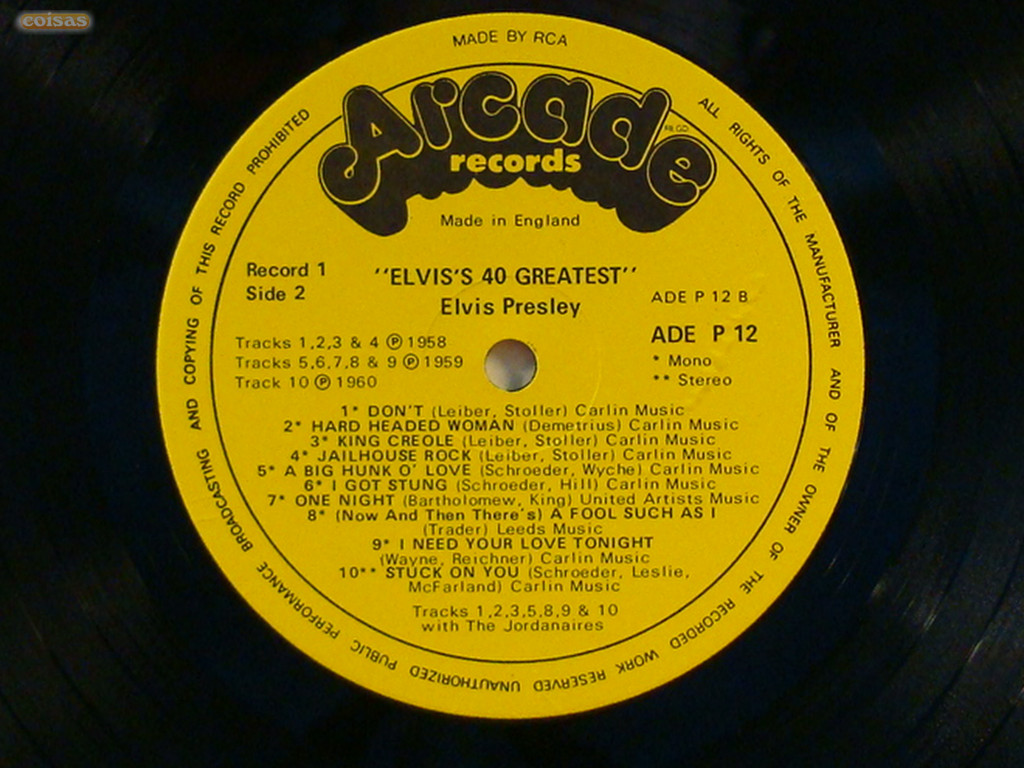 coisas
MADE BY RCA
ALL RIGHTS OF THE MANUFACTURER AND OF THE OWNER OF THE RECORDED WORK RESERVED UNAUTHORIZED PUBLIC PERFORMANCE BROADCASTING AND COPYING OF THIS RECORD PROHIBITED
Arcade
records
Made in England
Record 1
Side 2
"ELVIS'S 40 GREATEST"
Elvis Presley
ADE P 12 B
ADE P 12
* Mono
** Stereo
Tracks 1,2,3 & 4 ℗ 1958
Tracks 5,6,7,8 & 9 ℗ 1959
Track 10 ℗ 1960
1* DON'T (Leiber, Stoller) Carlin Music
2* HARD HEADED WOMAN (Demetrius) Carlin Music
3* KING CREOLE (Leiber, Stoller) Carlin Music
4* JAILHOUSE ROCK (Leiber, Stoller) Carlin Music
5* A BIG HUNK O' LOVE (Schroeder, Wyche) Carlin Music
6* I GOT STUNG (Schroeder, Hill) Carlin Music
7* ONE NIGHT (Bartholomew, King) United Artists Music
8* (Now And Then There's) A FOOL SUCH AS I
(Trader) Leeds Music
9* I NEED YOUR LOVE TONIGHT
(Wayne, Reichner) Carlin Music
10** STUCK ON YOU (Schroeder, Leslie,
McFarland) Carlin Music
Tracks 1,2,3,5,8,9 & 10
with The Jordanaires